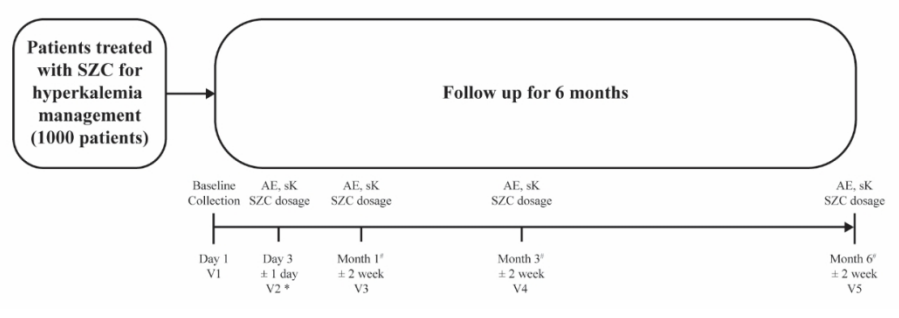 Patients treated
with SZC for
hyperkalemia
management
(1000 patients)
Follow up for 6 months
Baseline
Collection
AE, sK
SZC dosage
AE, sK
SZC dosage
AE, sK
SZC dosage
AE, sK
SZC dosage
Day 1
V1
Day 3
± 1 day
V2 *
Month 1#
± 2 week
V3
Month 3#
± 2 week
V4
Month 6#
± 2 week
V5